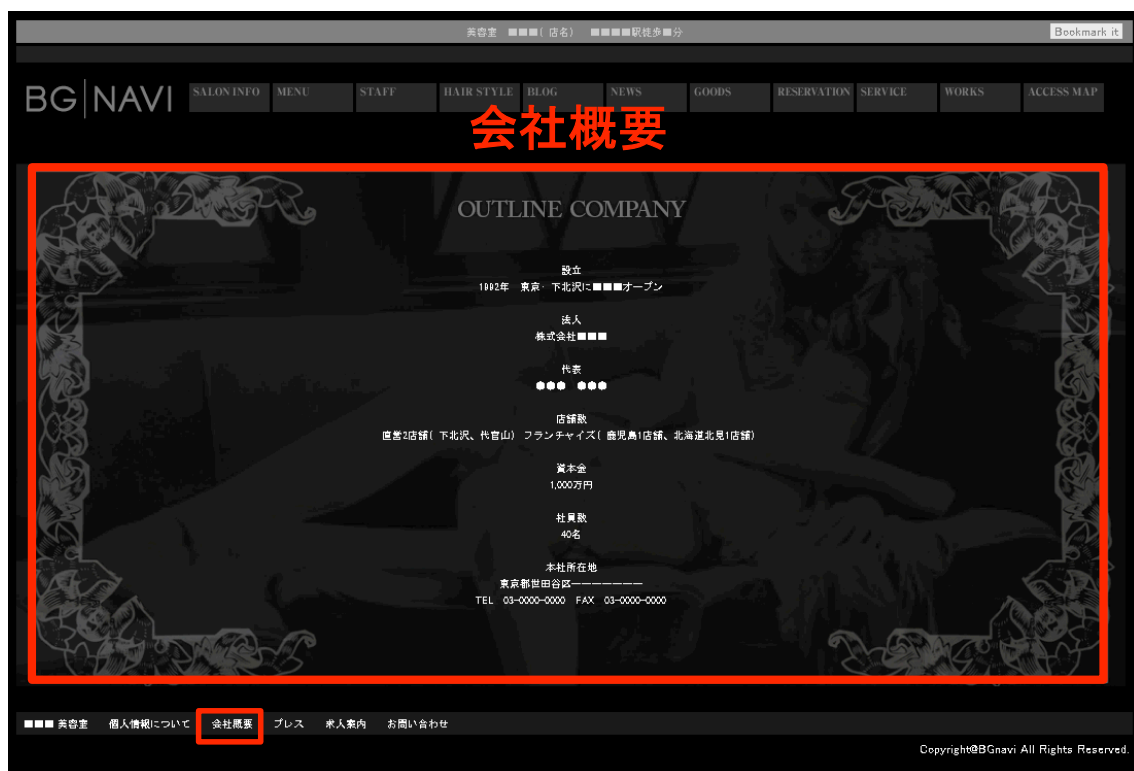 美容室 ■■■( 店名) ■■■■駅徒歩■分
Bookmark it
BG|NAVI
SALON INFO MENU STAFF HAIR STYLE BLOG NEWS GOODS RESERVATION SERVICE WORKS ACCESS MAP
会社概要
OUTLINE COMPANY
設立
1992年 東京・下北沢に■■■オープン
法人
株式会社■■■
代表
●●● ●●●
店舗数
直営2店舗( 下北沢、代官山) フランチャイズ( 鹿児島1店舗、北海道北見1店舗)
資本金
1,000万円
社員数
40名
本社所在地
東京都世田谷区―――――――
TEL 03-0000-0000 FAX 03-0000-0000
■■■ 美容室 個人情報について 会社概要 プレス 求人案内 お問い合わせ
Copyright@BGnavi All Rights Reserved.